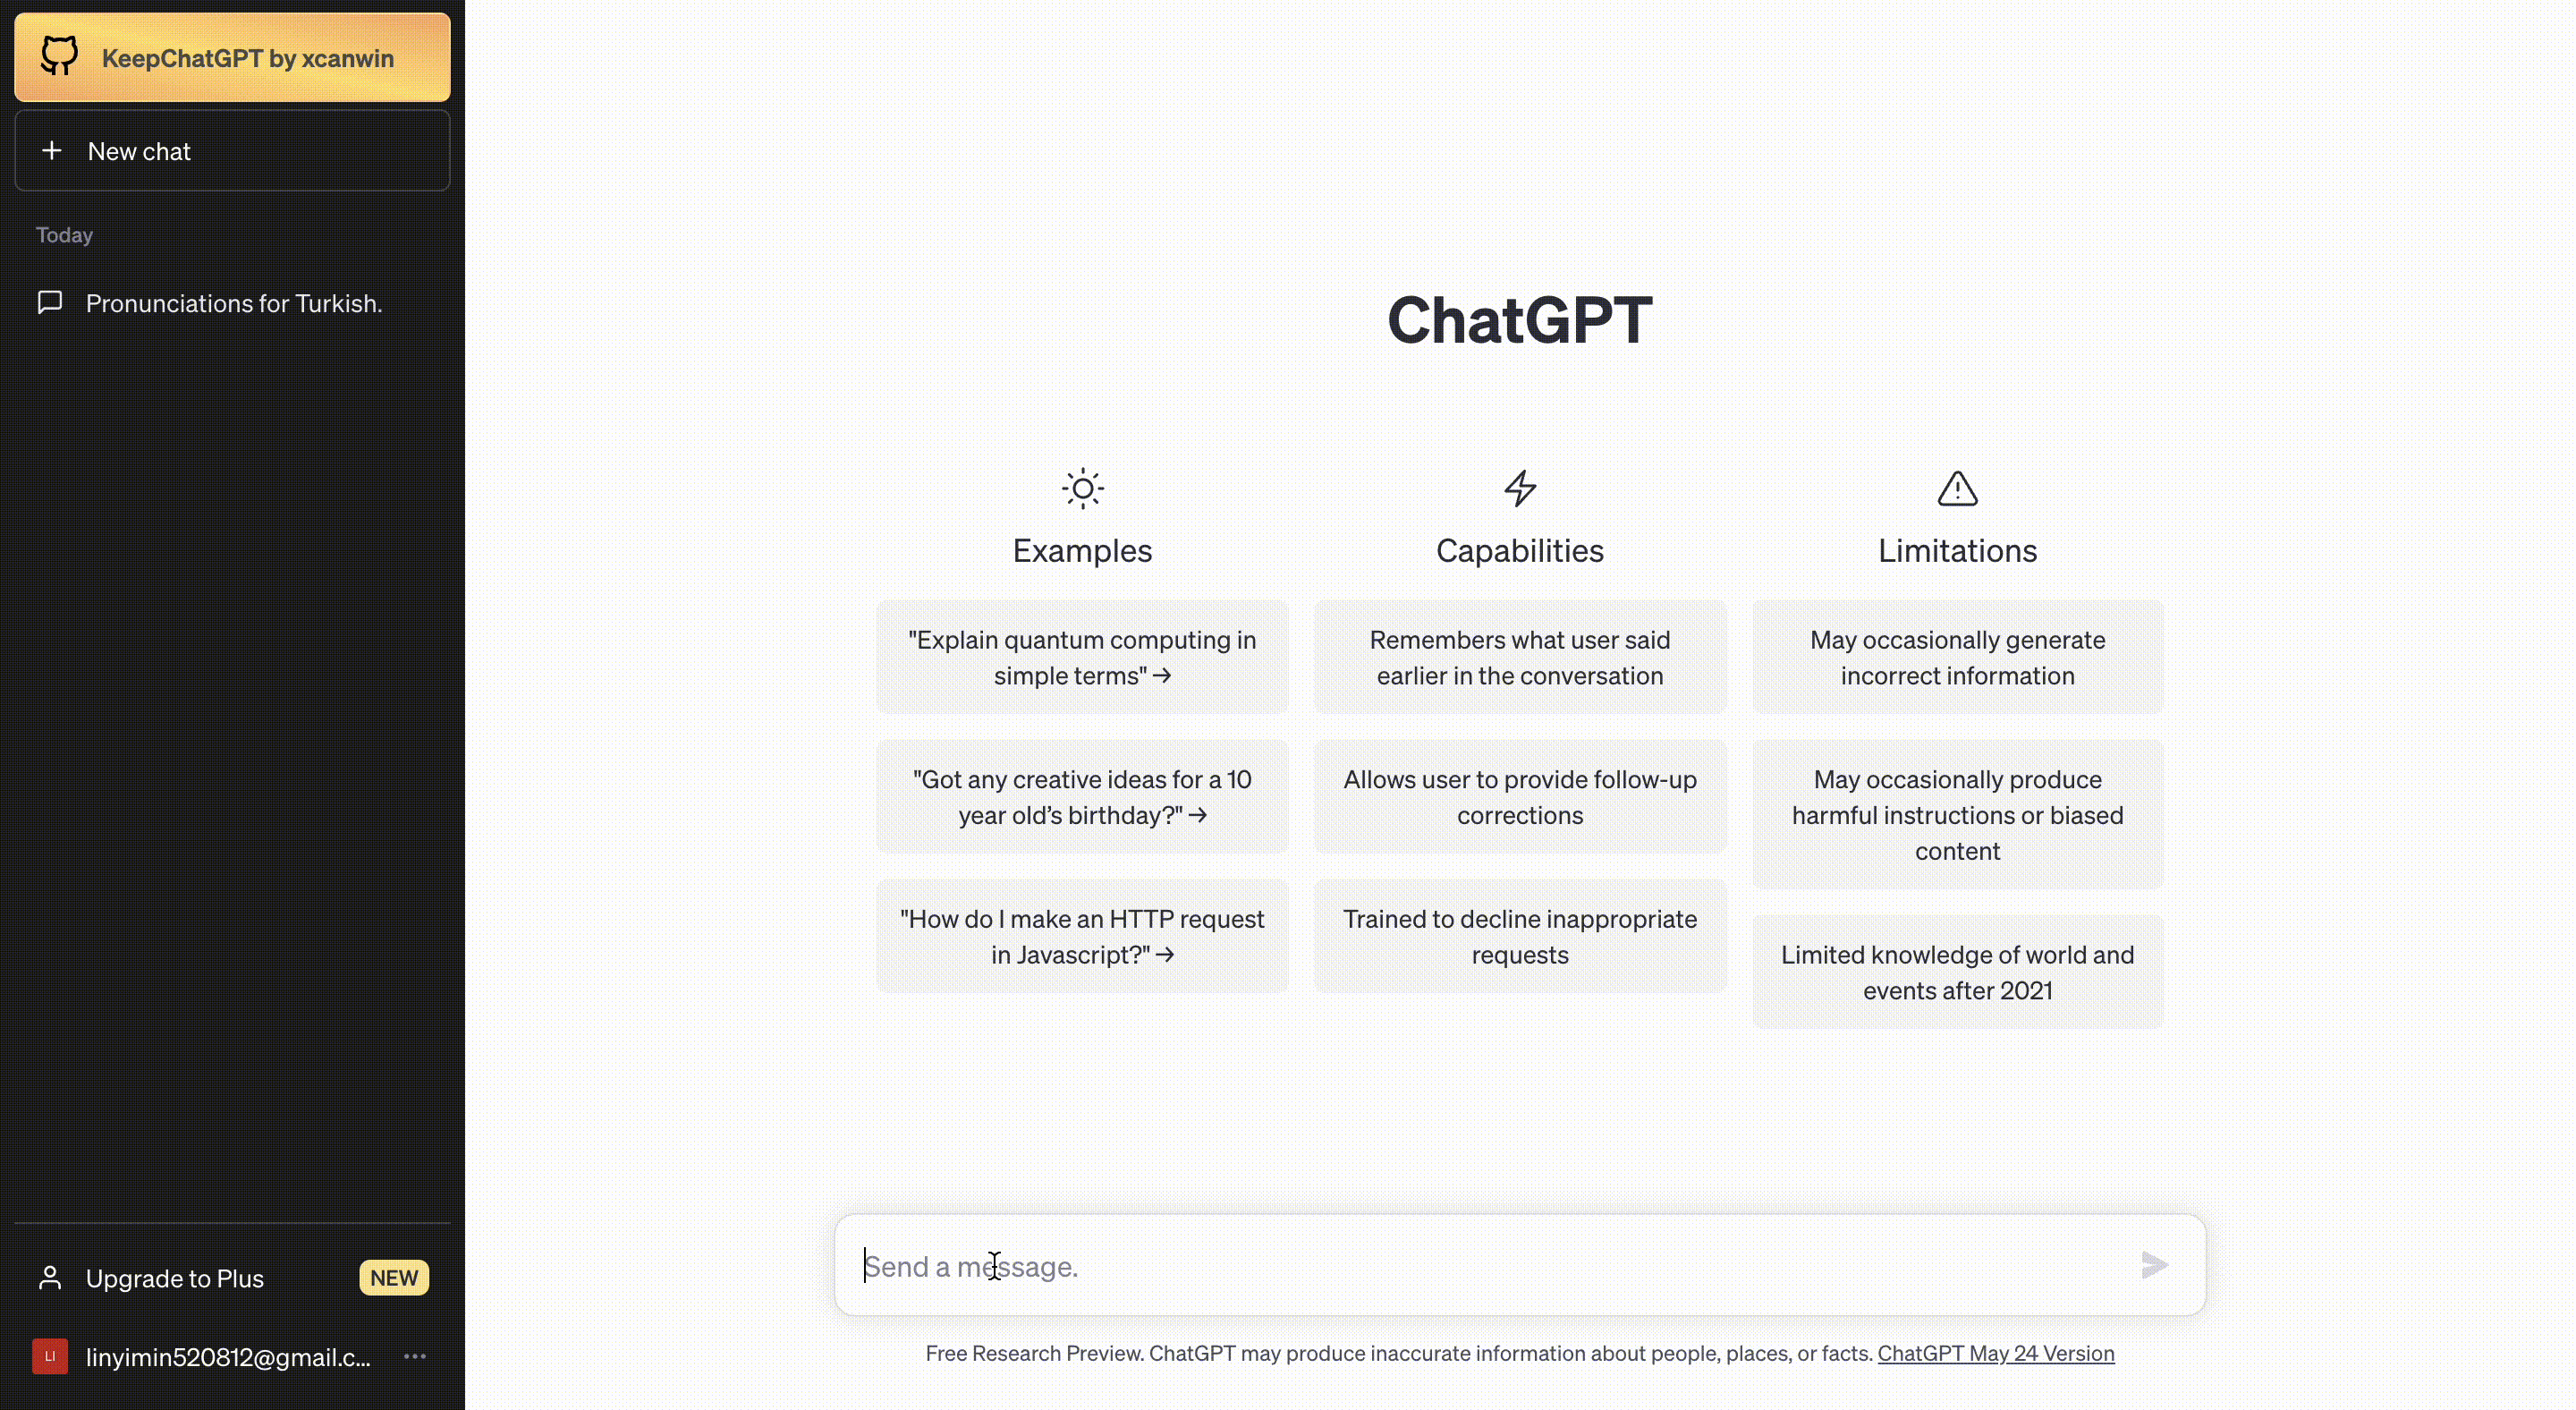 KeepChatGPT by xcanwin
New chat
Today
Pronunciations for Turkish.
Upgrade to Plus
NEW
LI
linyimin520812@gmail.c...
ChatGPT
Examples
"Explain quantum computing in
simple terms" →
"Got any creative ideas for a 10
year old’s birthday?" →
"How do I make an HTTP request
in Javascript?" →
Capabilities
Remembers what user said
earlier in the conversation
Allows user to provide follow-up
corrections
Trained to decline inappropriate
requests
Limitations
May occasionally generate
incorrect information
May occasionally produce
harmful instructions or biased
content
Limited knowledge of world and
events after 2021
Send a message.
Free Research Preview. ChatGPT may produce inaccurate information about people, places, or facts. ChatGPT May 24 Version